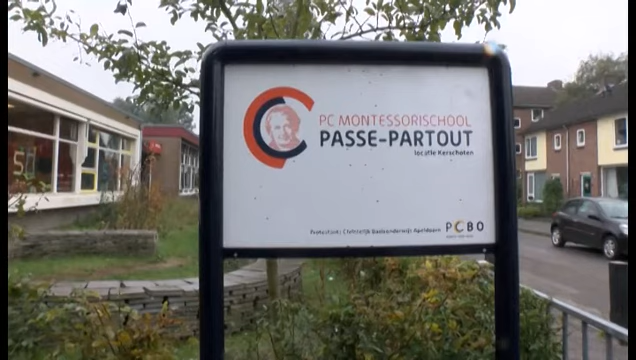 PC MONTESSORISCHOOL
PASSE-PARTOUT
locatie Kerschoten
Protestants Christelijk Basisonderwijs Apeldoorn
PCBO